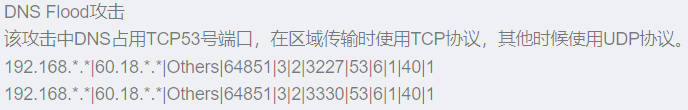 DNS Flood攻击
该攻击中DNS占用TCP53号端口，在区域传输时使用TCP协议，其他时候使用UDP协议。
192.168.*.*|60.18.*.*|Others|64851|3|2|3227|53|6|1|40|1
192.168.*.*|60.18.*.*|Others|64851|3|2|3330|53|6|1|40|1